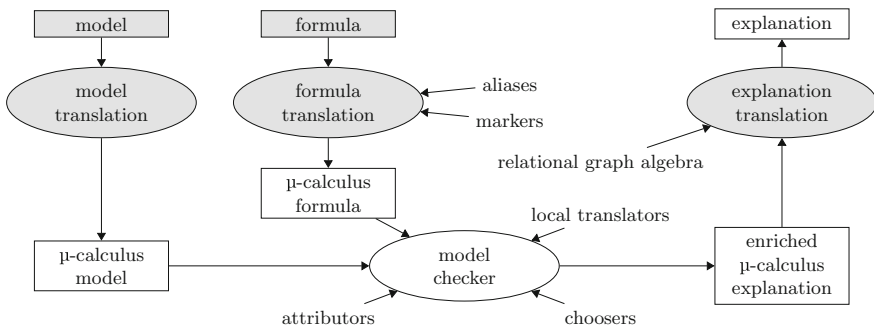 model
formula
explanation
model
translation
formula
translation
aliases
markers
explanation
translation
relational graph algebra
µ-calculus
formula
local translators
µ-calculus
model
model
checker
enriched
µ-calculus
explanation
attributors
choosers